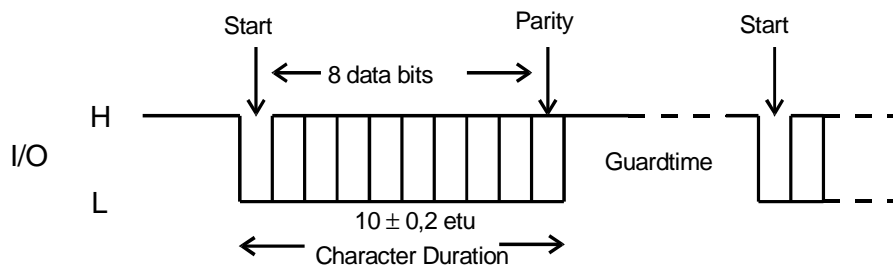 Start Parity Start
8 data bits
H
I/O
Guardtime
L
10 ± 0,2 etu
Character Duration